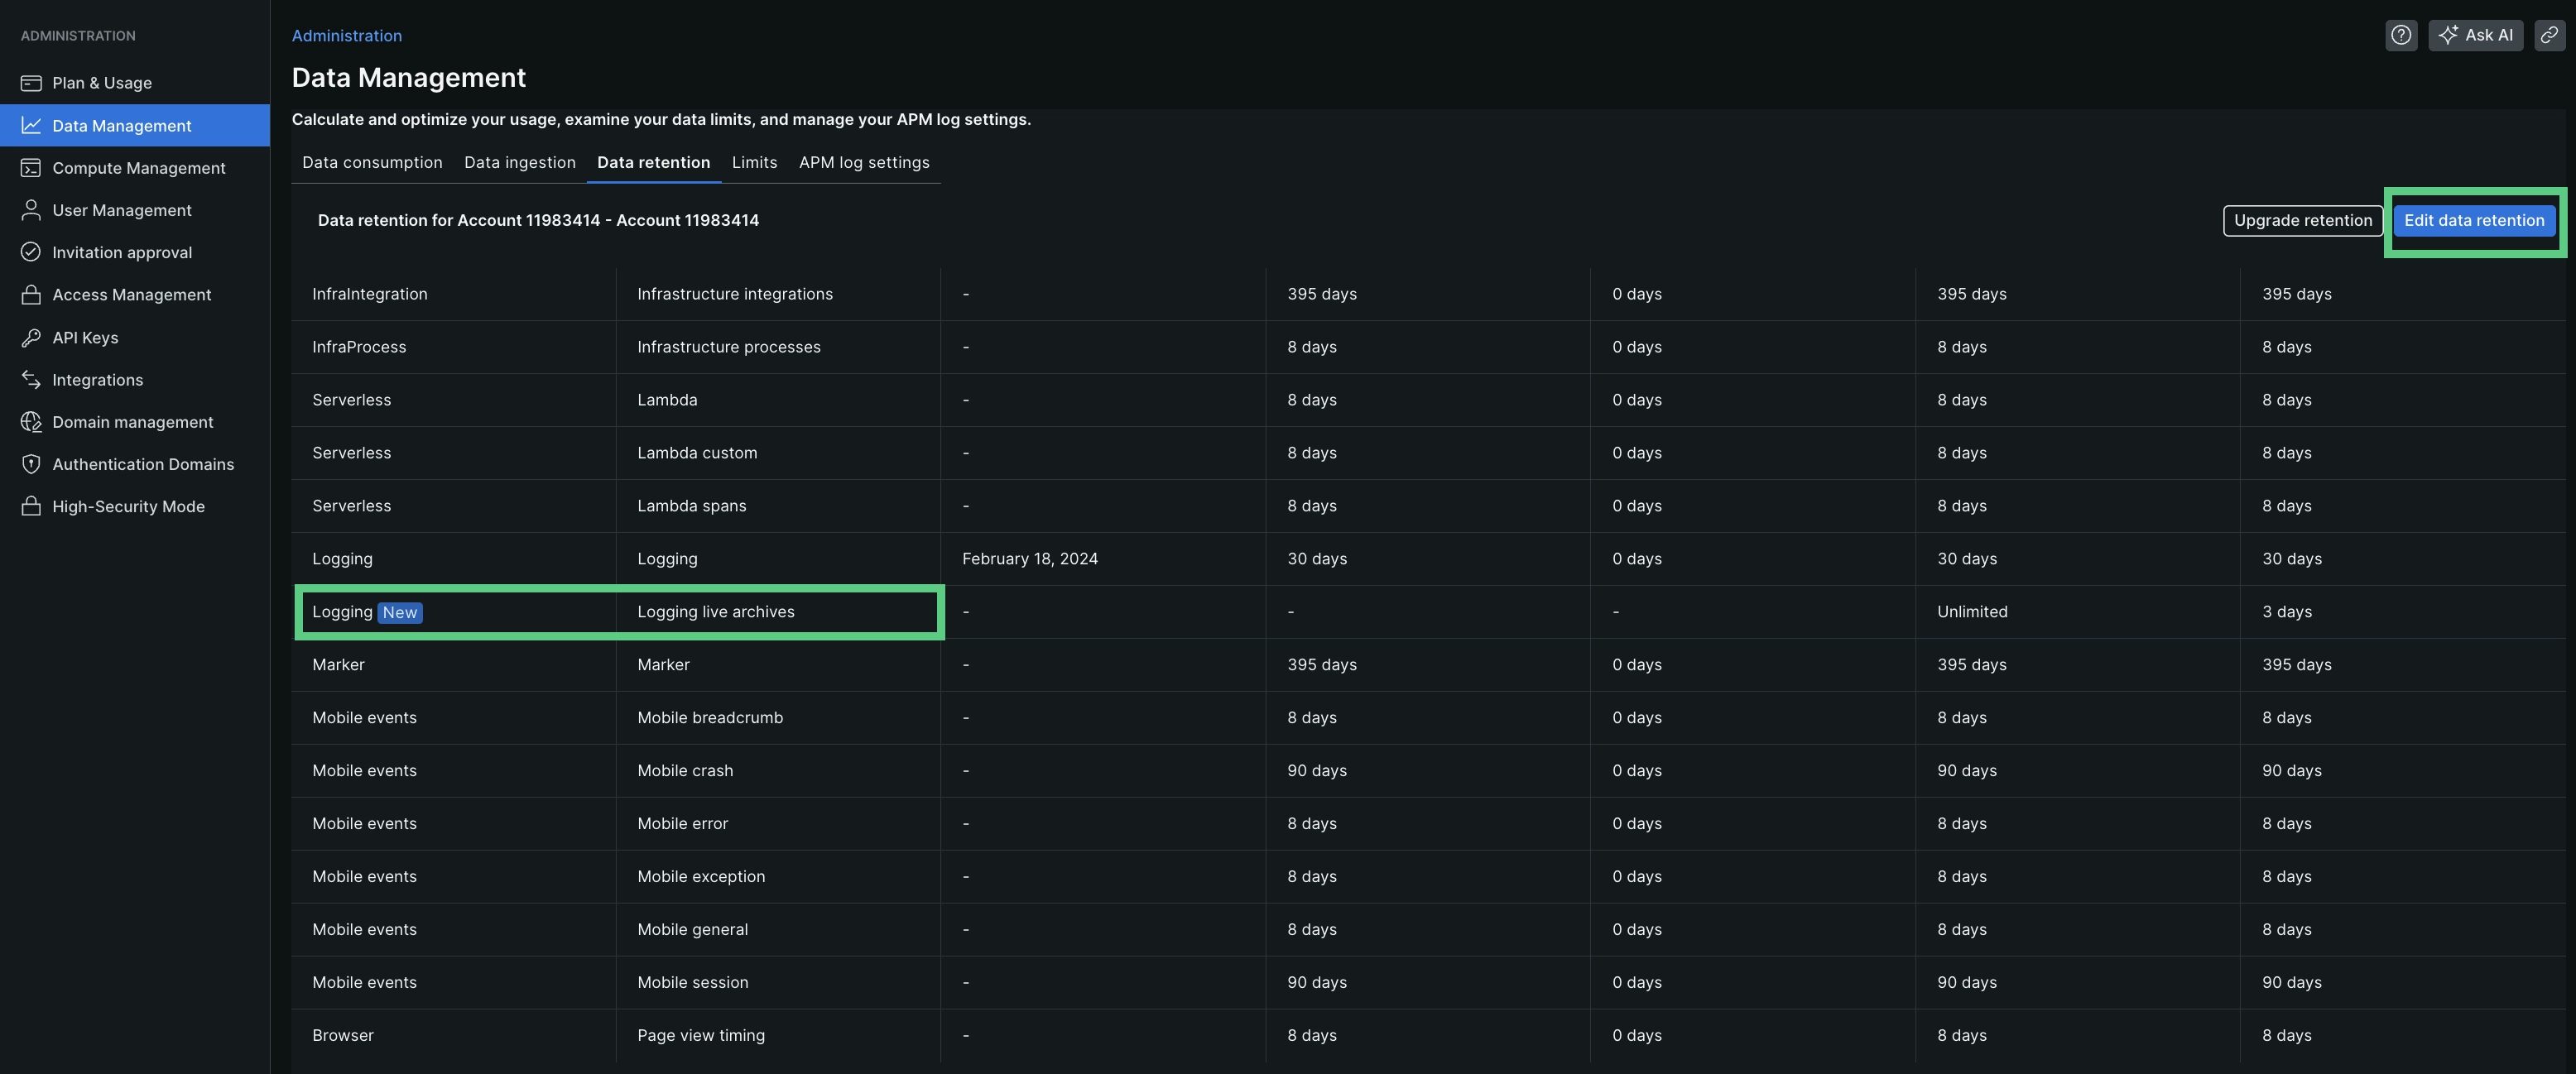 ADMINISTRATION
Plan & Usage
Data Management
Compute Management
User Management
Invitation approval
Access Management
API Keys
Integrations
Domain management
Authentication Domains
High-Security Mode
Administration
Ask AI
Data Management
Calculate and optimize your usage, examine your data limits, and manage your APM log settings.
Data consumption Data ingestion Data retention Limits APM log settings
Data retention for Account 11983414 - Account 11983414
Upgrade retention Edit data retention
InfraIntegration Infrastructure integrations - 395 days 0 days 395 days 395 days
InfraProcess Infrastructure processes - 8 days 0 days 8 days 8 days
Serverless Lambda - 8 days 0 days 8 days 8 days
Serverless Lambda custom - 8 days 0 days 8 days 8 days
Serverless Lambda spans - 8 days 0 days 8 days 8 days
Logging Logging February 18, 2024 30 days 0 days 30 days 30 days
Logging New Logging live archives - - - Unlimited 3 days
Marker Marker - 395 days 0 days 395 days 395 days
Mobile events Mobile breadcrumb - 8 days 0 days 8 days 8 days
Mobile events Mobile crash - 90 days 0 days 90 days 90 days
Mobile events Mobile error - 8 days 0 days 8 days 8 days
Mobile events Mobile exception - 8 days 0 days 8 days 8 days
Mobile events Mobile general - 8 days 0 days 8 days 8 days
Mobile events Mobile session - 90 days 0 days 90 days 90 days
Browser Page view timing - 8 days 0 days 8 days 8 days